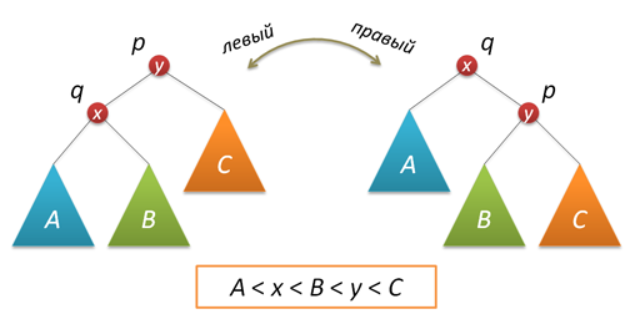 левый правый
p q
y x
q p
x y
A B C A B C
A < x < B < y < C